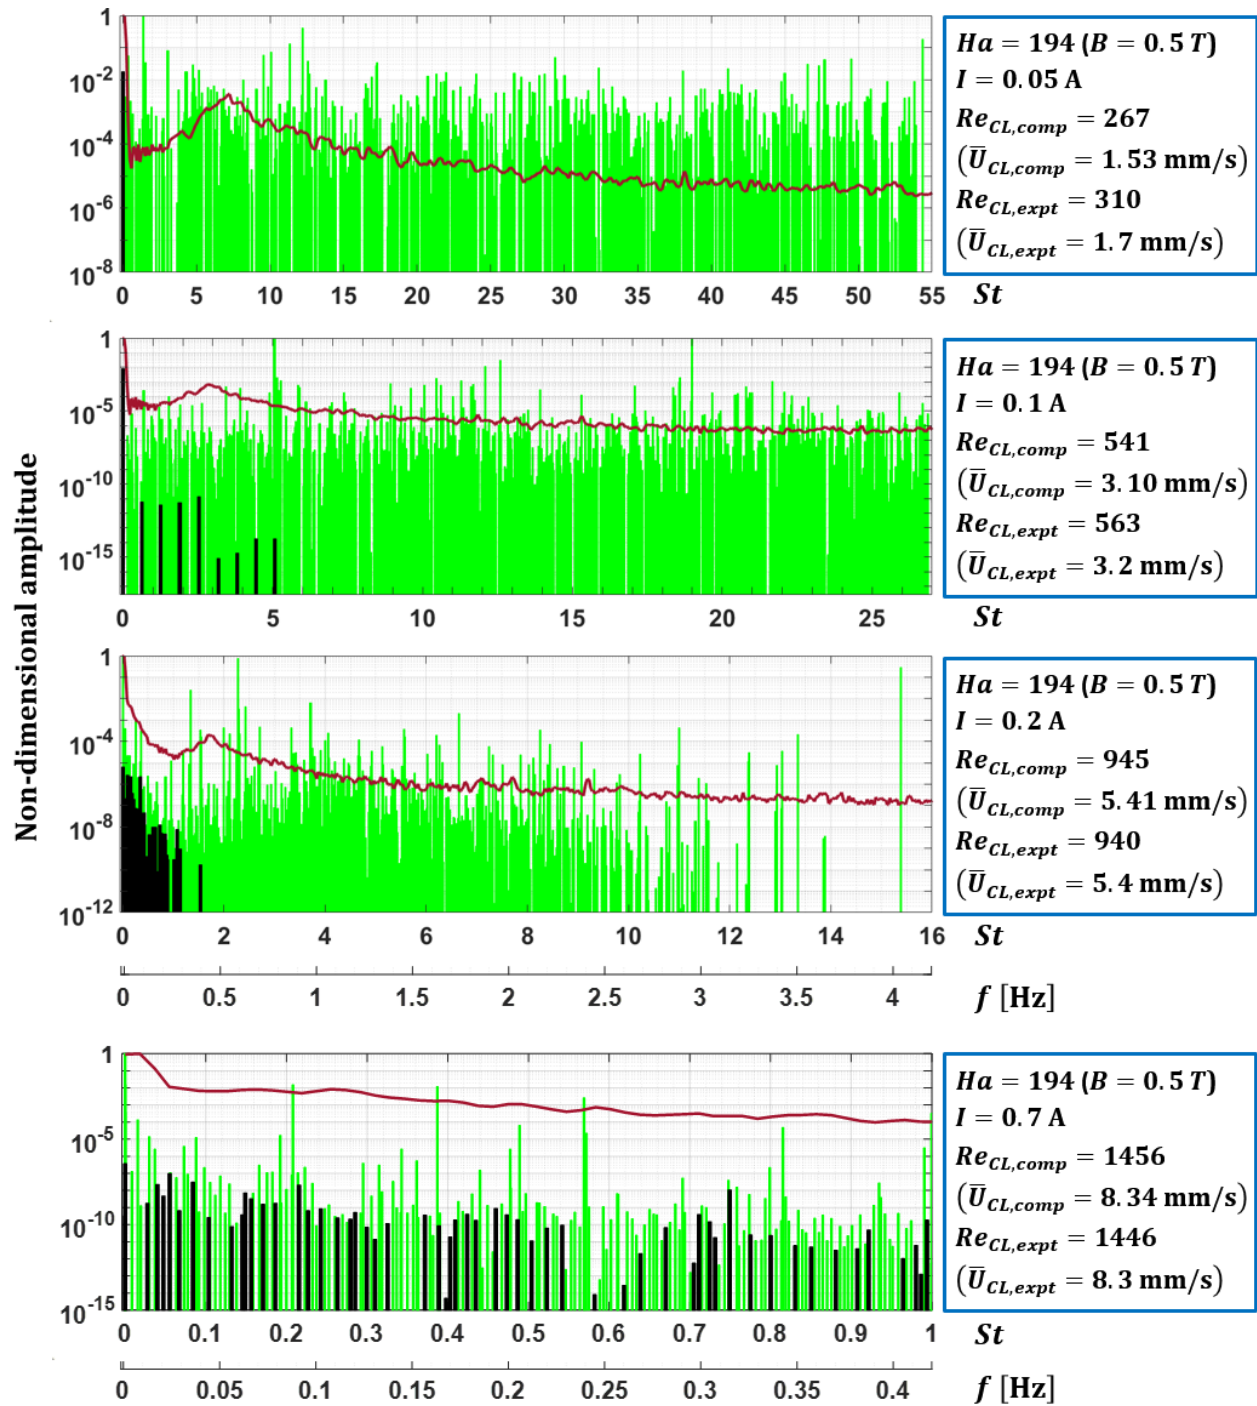 Non-dimensional amplitude
1
10⁻²
10⁻⁴
10⁻⁶
10⁻⁸
0 5 10 15 20 25 30 35 40 45 50 55 St
Ha = 194 (B = 0.5 T)
I = 0.05 A
Re_CL,comp = 267
(U̅_CL,comp = 1.53 mm/s)
Re_CL,expt = 310
(U̅_CL,expt = 1.7 mm/s)
1
10⁻⁵
10⁻¹⁰
10⁻¹⁵
0 5 10 15 20 25 St
Ha = 194 (B = 0.5 T)
I = 0.1 A
Re_CL,comp = 541
(U̅_CL,comp = 3.10 mm/s)
Re_CL,expt = 563
(U̅_CL,expt = 3.2 mm/s)
1
10⁻⁴
10⁻⁸
10⁻¹²
0 2 4 6 8 10 12 14 16 St
0 0.5 1 1.5 2 2.5 3 3.5 4 f [Hz]
Ha = 194 (B = 0.5 T)
I = 0.2 A
Re_CL,comp = 945
(U̅_CL,comp = 5.41 mm/s)
Re_CL,expt = 940
(U̅_CL,expt = 5.4 mm/s)
1
10⁻⁵
10⁻¹⁰
10⁻¹⁵
0 0.1 0.2 0.3 0.4 0.5 0.6 0.7 0.8 0.9 1 St
0 0.05 0.1 0.15 0.2 0.25 0.3 0.35 0.4 f [Hz]
Ha = 194 (B = 0.5 T)
I = 0.7 A
Re_CL,comp = 1456
(U̅_CL,comp = 8.34 mm/s)
Re_CL,expt = 1446
(U̅_CL,expt = 8.3 mm/s)